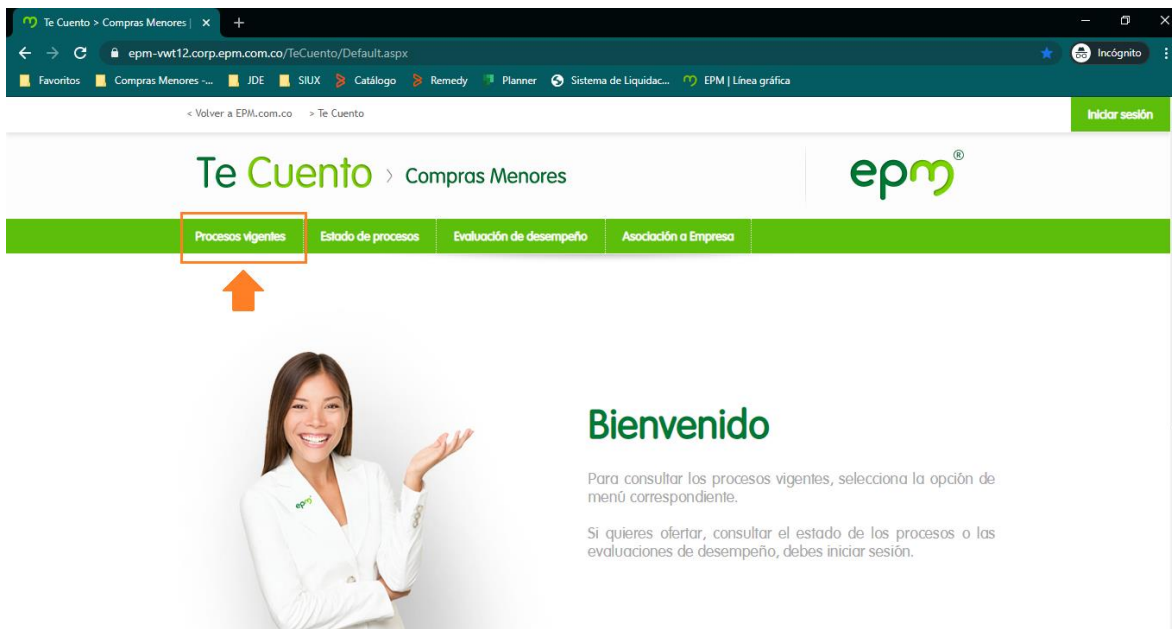 Te Cuento > Compras Menores |
epm-vwt12.corp.epm.com.co/TeCuento/Default.aspx
Incógnito
Favoritos Compras Menores -... JDE SIUX Catálogo Remedy Planner Sistema de Liquidac... EPM | Línea gráfica
< Volver a EPM.com.co > Te Cuento
Iniciar sesión
Te Cuento > Compras Menores
epm®
Procesos vigentes Estado de procesos Evaluación de desempeño Asociación a Empresa
Bienvenido
Para consultar los procesos vigentes, selecciona la opción de
menú correspondiente.
epm
Si quieres ofertar, consultar el estado de los procesos o las
evaluaciones de desempeño, debes iniciar sesión.